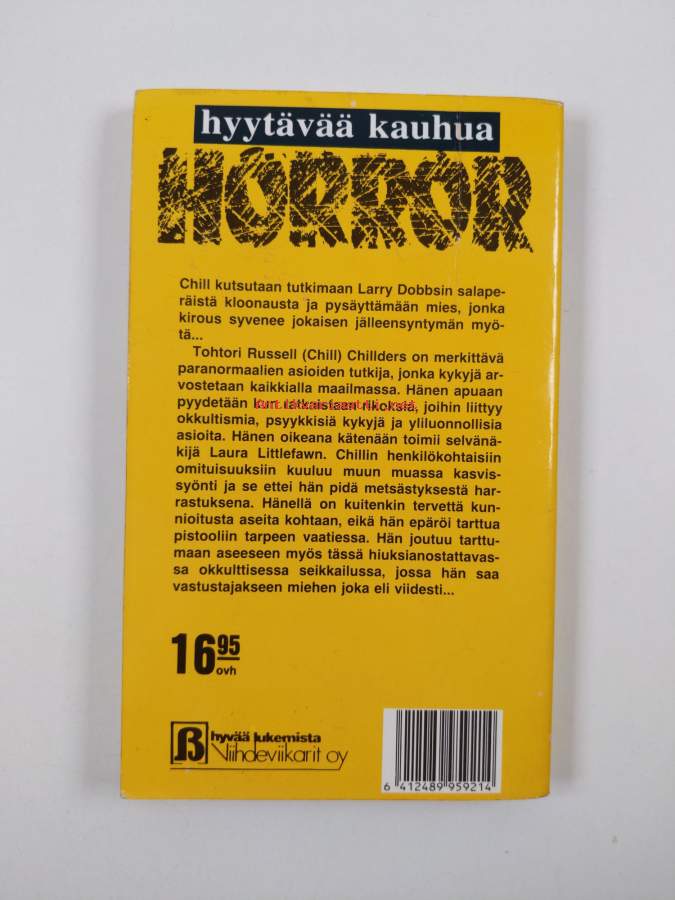 hyytävää kauhua
HORROR
Chill kutsutaan tutkimaan Larry Dobbsin salape-
räistä kloonausta ja pysäyttämään mies, jonka
kirous syvenee jokaisen jälleensyntymän myö-
tä...
Tohtori Russell (Chill) Chillders on merkittävä
paranormaalien asioiden tutkija, jonka kykyjä ar-
vostetaan kaikkialla maailmassa. Hänen apuaan
pyydetään kun ratkaistaan rikoksia, joihin liittyy
okkultismia, psyykkisiä kykyjä ja yliluonnollisia
asioita. Hänen oikeana kätenään toimii selvänä-
kijä Laura Littlefawn. Chillin henkilökohtaisiin
omituisuuksiin kuuluu muun muassa kasvis-
syönti ja se ettei hän pidä metsästyksestä har-
rastuksena. Hänellä on kuitenkin tervettä kun-
nioitusta aseita kohtaan, eikä hän epäröi tarttua
pistooliin tarpeen vaatiessa. Hän joutuu tarttu-
maan aseeseen myös tässä hiuksianostattavas-
sa okkulttisessa seikkailussa, jossa hän saa
vastustajakseen miehen joka eli viidesti...
16 95
ovh
hyvää lukemista
Viihdeviikarit oy
6 412489 959214